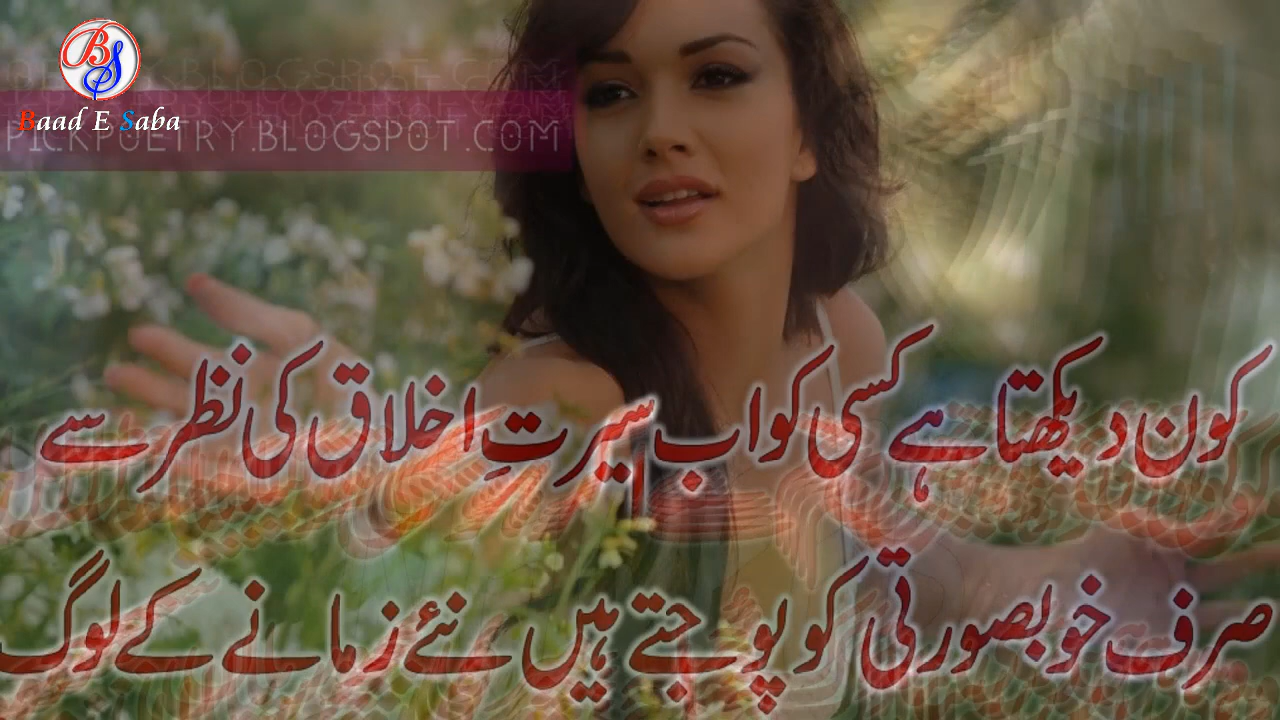 BS
Baad E Saba
PICKPOETRY.BLOGSPOT.COM
کون دیکھتا ہے کسی کو اب سیرتِ اخلاق کی نظر سے
صرف خوبصورتی کو پوجتے ہیں نئے زمانے کے لوگ